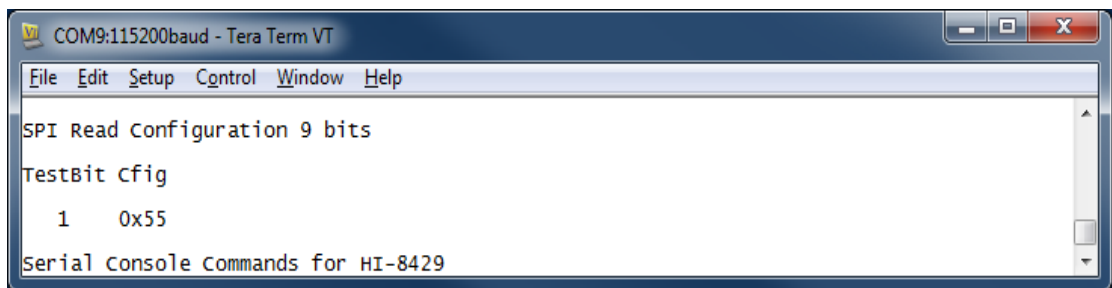 COM9:115200baud - Tera Term VT
File Edit Setup Control Window Help
SPI Read Configuration 9 bits
TestBit Cfig
1 0x55
Serial Console Commands for HI-8429